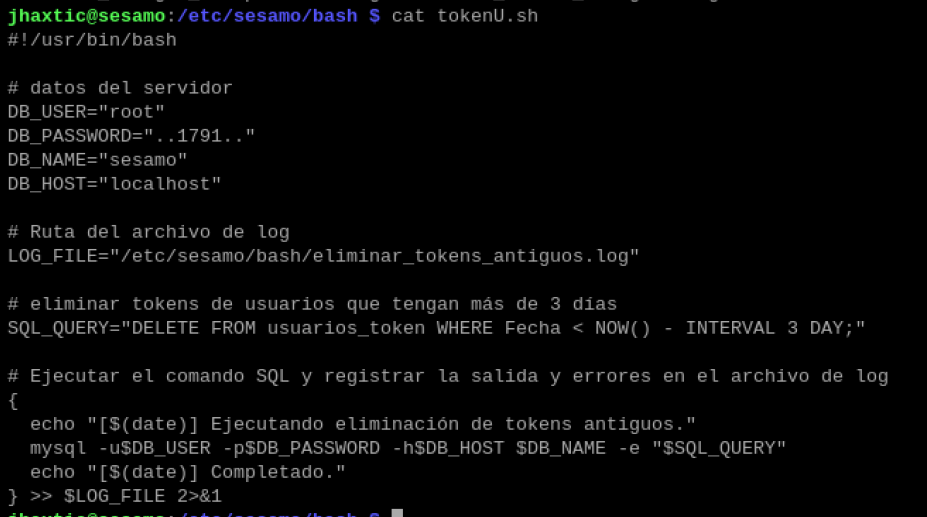 jhaxtic@sesamo:/etc/sesamo/bash $ cat tokenU.sh
#!/usr/bin/bash
# datos del servidor
DB_USER="root"
DB_PASSWORD="..1791.."
DB_NAME="sesamo"
DB_HOST="localhost"
# Ruta del archivo de log
LOG_FILE="/etc/sesamo/bash/eliminar_tokens_antiguos.log"
# eliminar tokens de usuarios que tengan más de 3 días
SQL_QUERY="DELETE FROM usuarios_token WHERE Fecha < NOW() - INTERVAL 3 DAY;"
# Ejecutar el comando SQL y registrar la salida y errores en el archivo de log
{
  echo "[$(date)] Ejecutando eliminación de tokens antiguos."
  mysql -u$DB_USER -p$DB_PASSWORD -h$DB_HOST $DB_NAME -e "$SQL_QUERY"
  echo "[$(date)] Completado."
} >> $LOG_FILE 2>&1
jhaxtic@sesamo:/etc/sesamo/bash $